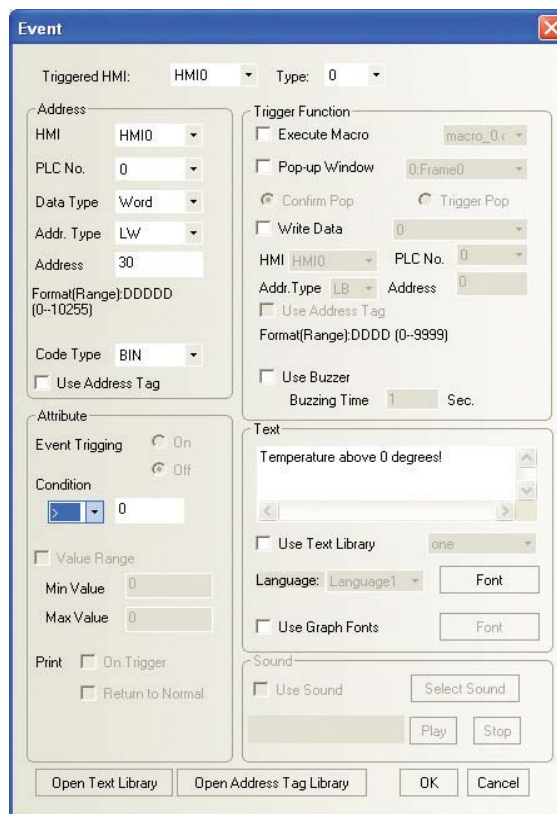 Event
Triggered HMI: HMI0 Type: 0
Address
HMI HMI0
PLC No. 0
Data Type Word
Addr. Type LW
Address 30
Format(Range):DDDDD
(0--10255)
Code Type BIN
Use Address Tag
Trigger Function
Execute Macro macro_0.c
Pop-up Window 0:Frame0
Confirm Pop Trigger Pop
Write Data 0
HMI HMI0 PLC No. 0
Addr.Type LB Address 0
Use Address Tag
Format(Range):DDDD (0--9999)
Use Buzzer
Buzzing Time 1 Sec.
Attribute
Event Trigging On
Off
Condition
> 0
Value Range
Min Value 0
Max Value 0
Print On Trigger
Return to Normal
Text
Temperature above 0 degrees!
Use Text Library one
Language: Language1 Font
Use Graph Fonts Font
Sound
Use Sound Select Sound
Play Stop
Open Text Library Open Address Tag Library OK Cancel